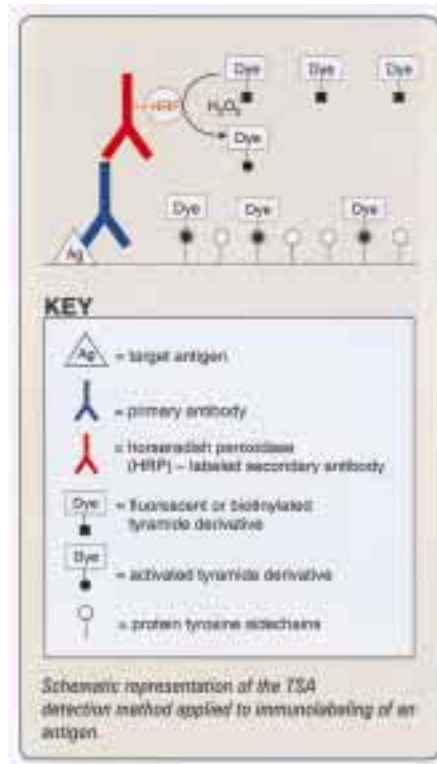 Dye Dye Dye
HRP H₂O₂
Dye
Dye Dye Dye
Ag
KEY
Ag = target antigen
= primary antibody
= horseradish peroxidase
(HRP) – labeled secondary antibody
Dye = fluorescent or biotinylated
tyramide derivative
Dye
= activated tyramide derivative
= protein tyrosine sidechains
Schematic representation of the TSA
detection method applied to immunolabeling of an
antigen.